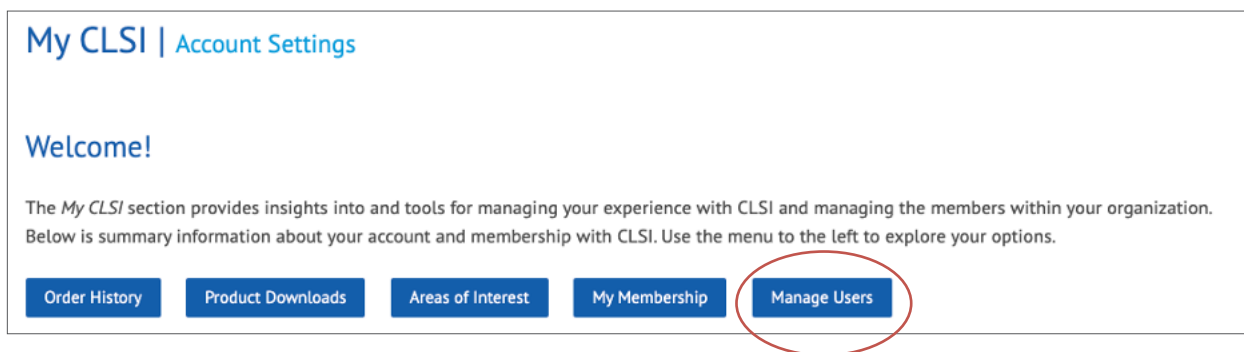 My CLSI | Account Settings
Welcome!
The My CLSI section provides insights into and tools for managing your experience with CLSI and managing the members within your organization.
Below is summary information about your account and membership with CLSI. Use the menu to the left to explore your options.
Order History Product Downloads Areas of Interest My Membership Manage Users